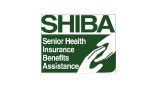 SHIBA
Senior Health
Insurance
Benefits
Assistance